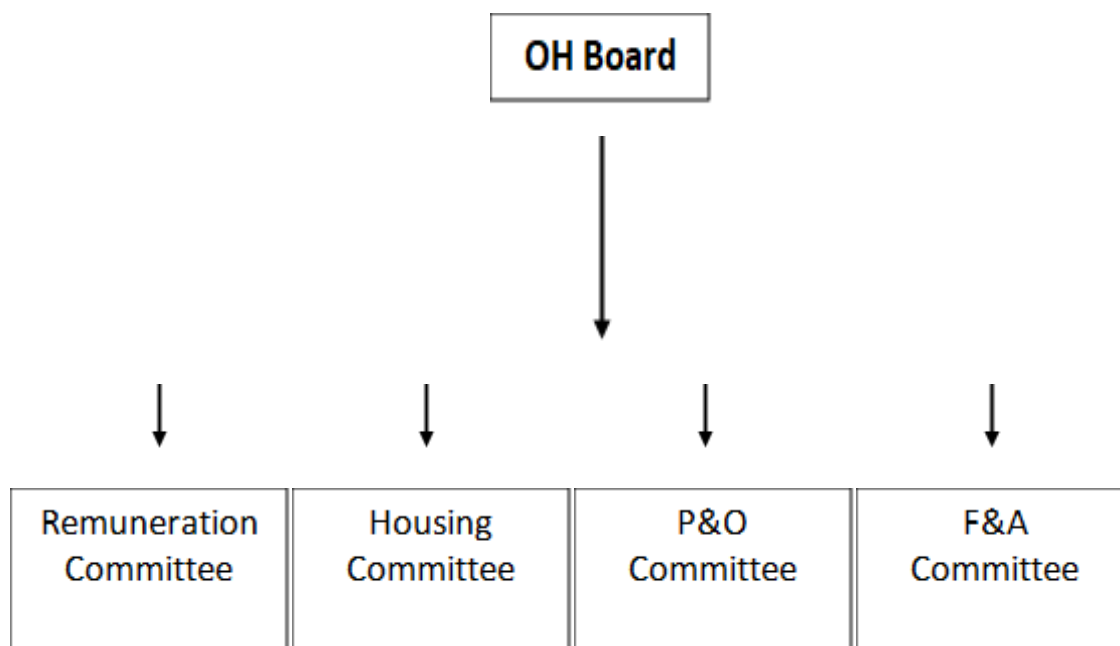 OH Board
Remuneration
Committee
Housing
Committee
P&O
Committee
F&A
Committee